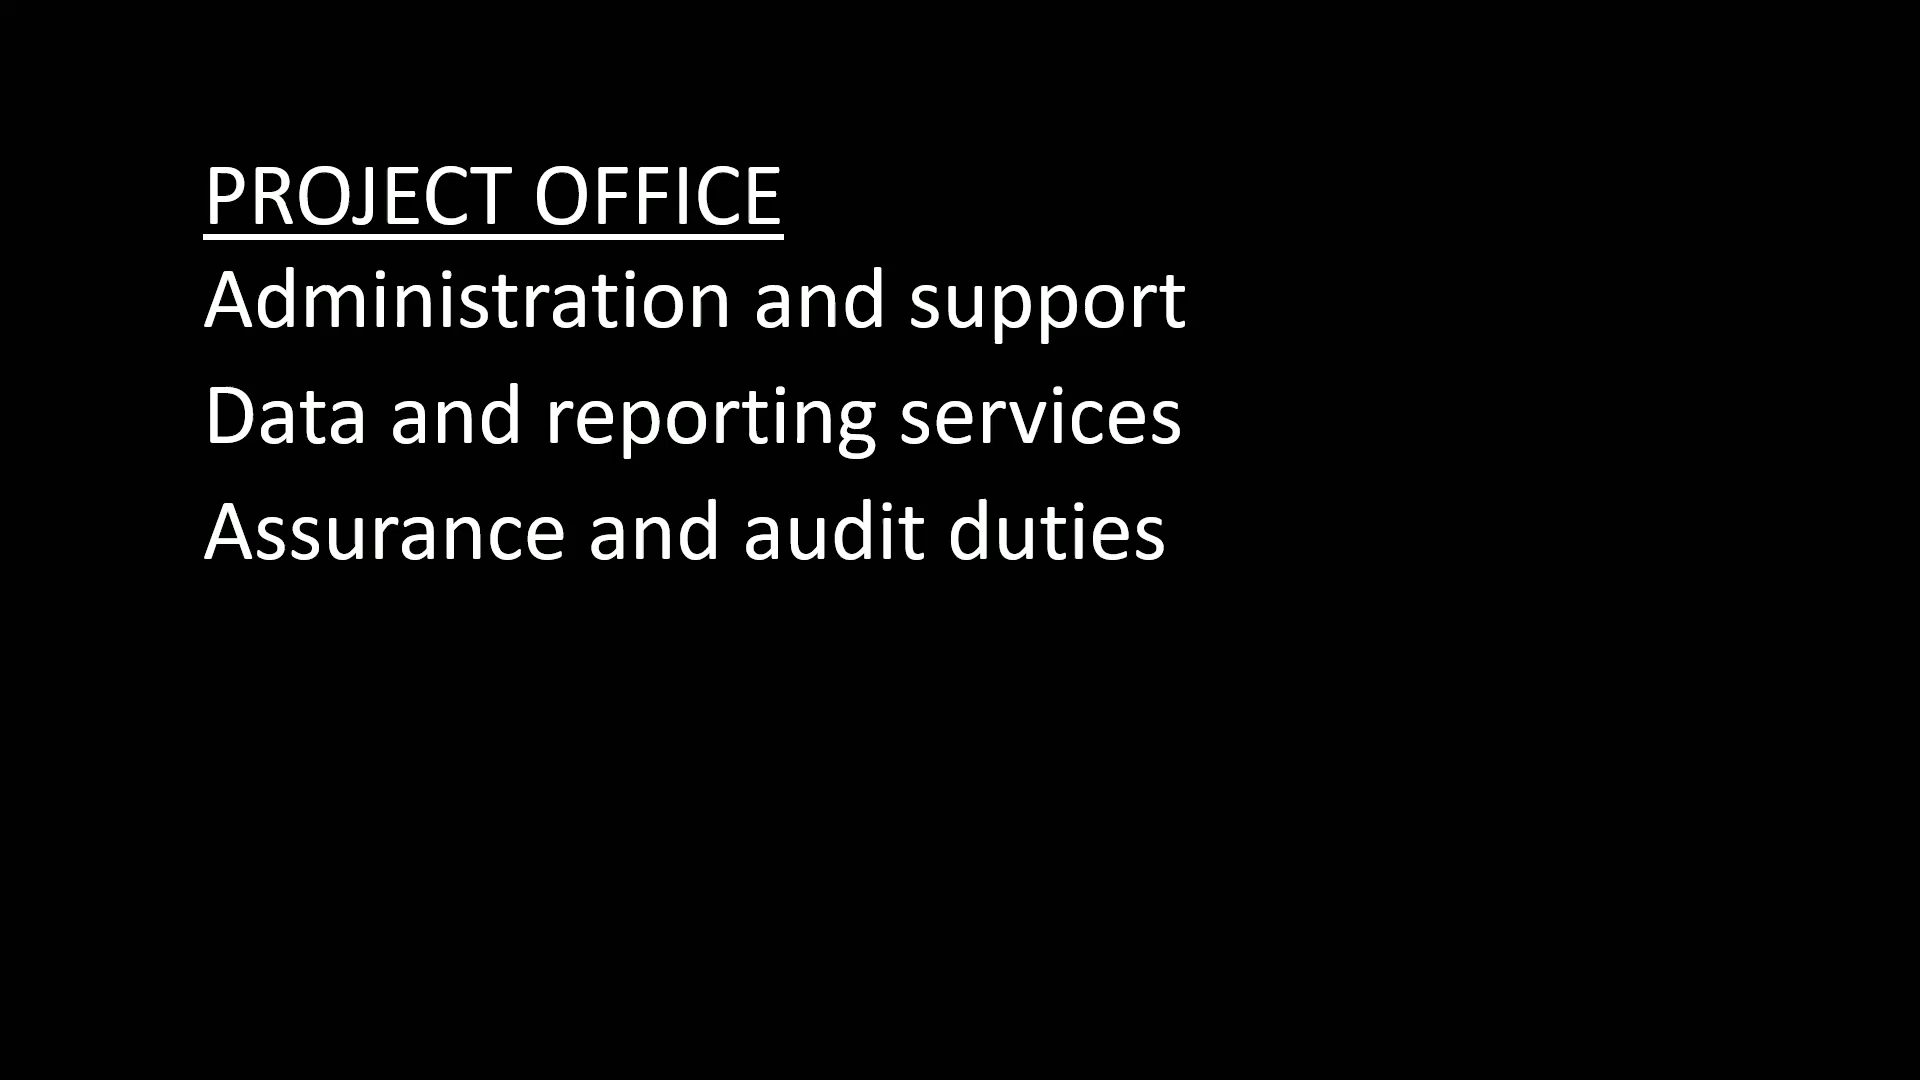 PROJECT OFFICE
Administration and support
Data and reporting services
Assurance and audit duties